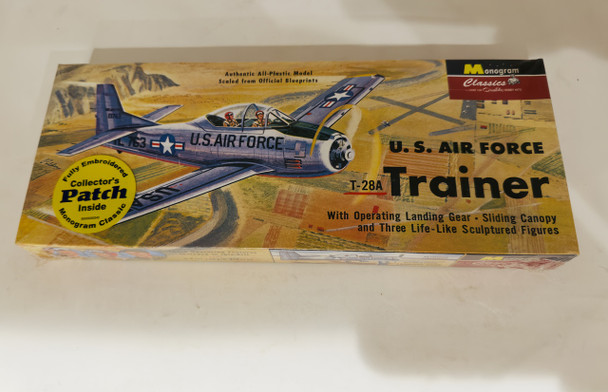 Authentic All-Plastic Model
Scaled from Official Blueprints
Monogram
Classics
U.S. AIR FORCE
763
U.S. AIR FORCE
T-28A Trainer
With Operating Landing Gear • Sliding Canopy
and Three Life-Like Sculptured Figures
Fully Embroidered
Collector's
Patch
Inside
Monogram Classic